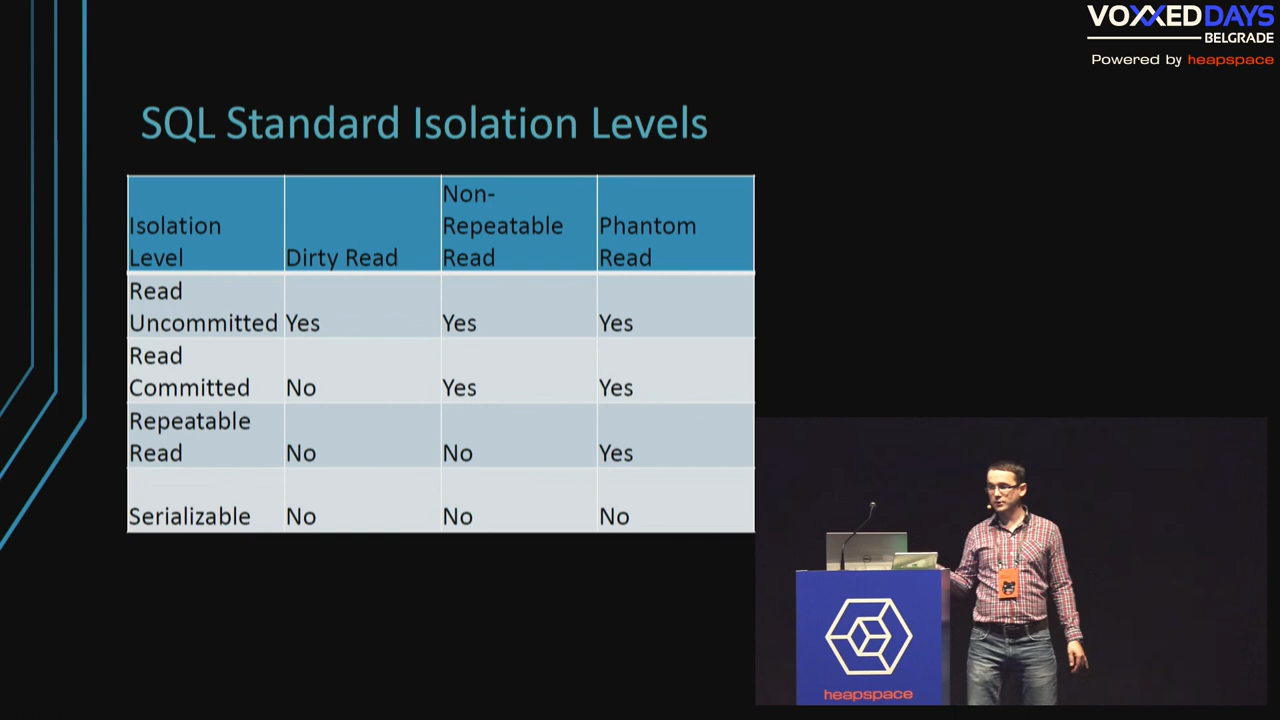 VOXXED DAYS
BELGRADE
Powered by heapspace
SQL Standard Isolation Levels
Isolation Level
Dirty Read
Non-Repeatable Read
Phantom Read
Read Uncommitted Yes Yes Yes
Read Committed No Yes Yes
Repeatable Read No No Yes
Serializable No No No
heapspace